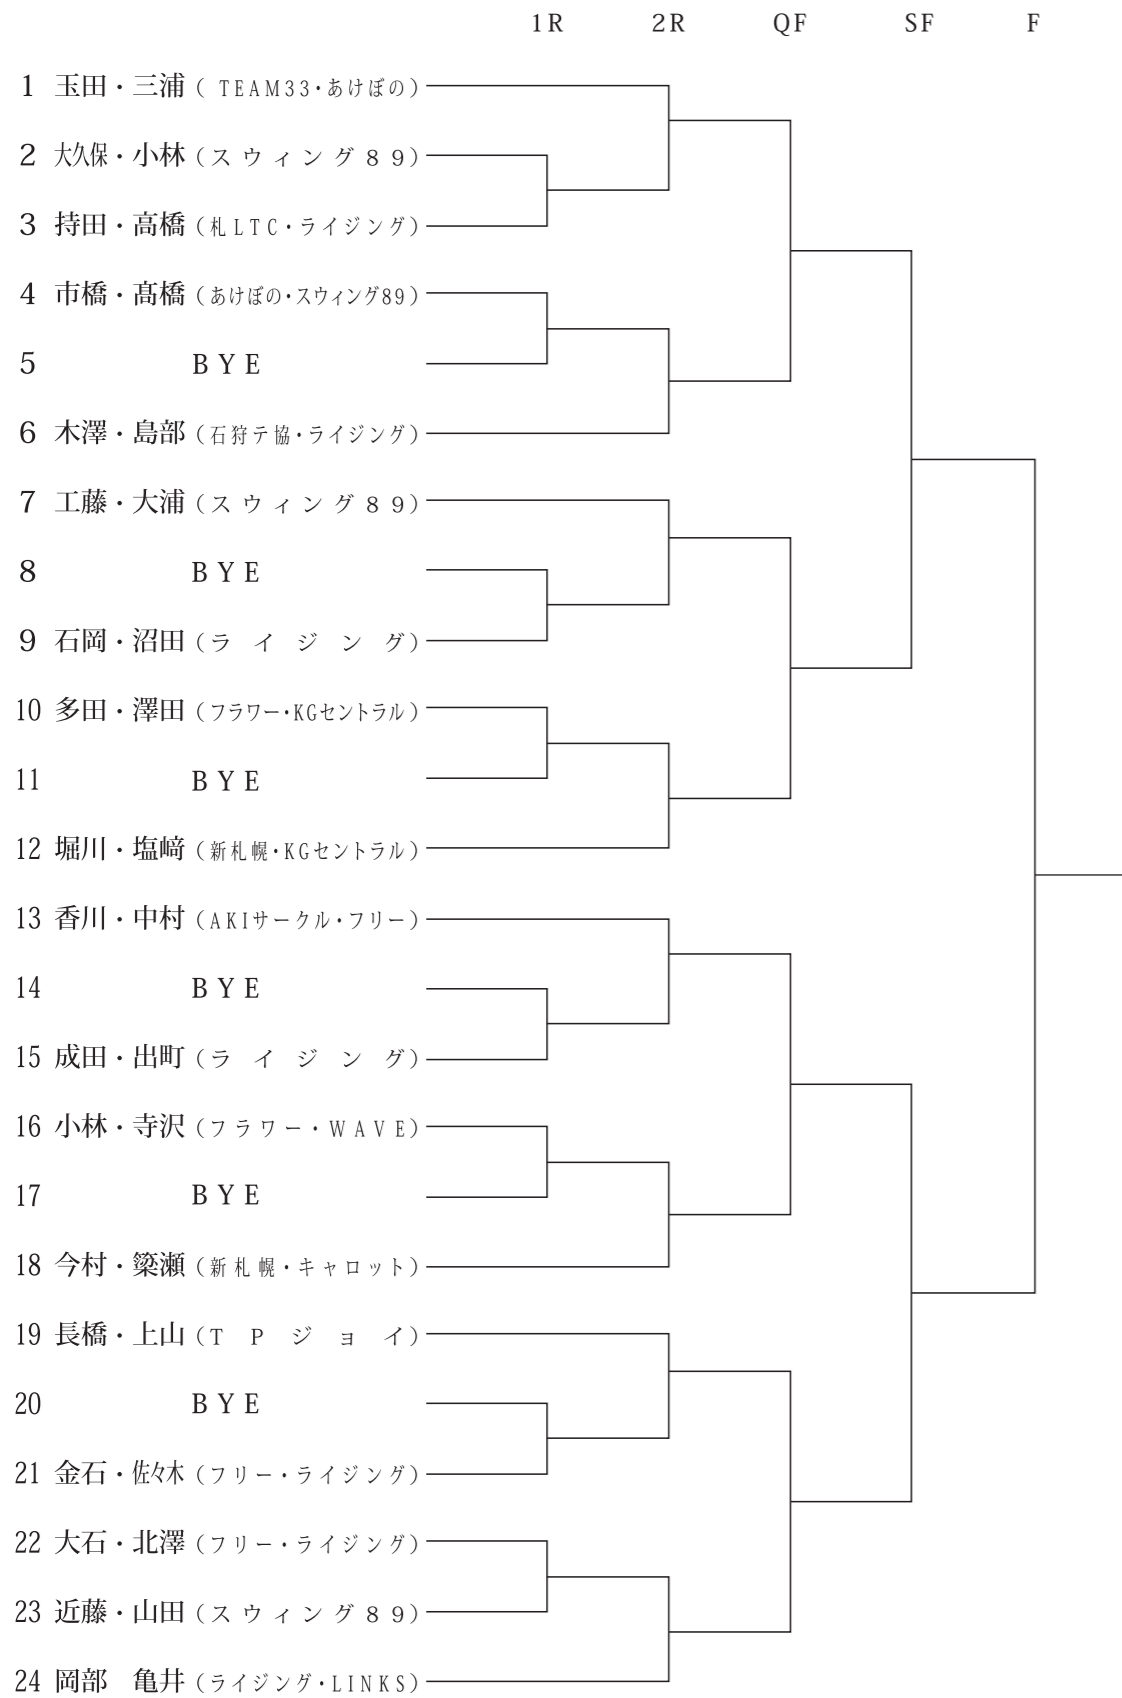 1R 2R QF SF F
1 玉田・三浦 ( TEAM33・あけぼの)
2 大久保・小林 (スウィング89)
3 持田・高橋 (札LTC・ライジング)
4 市橋・髙橋 (あけぼの・スウィング89)
5 BYE
6 木澤・島部 (石狩テ協・ライジング)
7 工藤・大浦 (スウィング89)
8 BYE
9 石岡・沼田 (ライジング)
10 多田・澤田 (フラワー・KGセントラル)
11 BYE
12 堀川・塩﨑 (新札幌・KGセントラル)
13 香川・中村 (AKIサークル・フリー)
14 BYE
15 成田・出町 (ライジング)
16 小林・寺沢 (フラワー・WAVE)
17 BYE
18 今村・簗瀬 (新札幌・キャロット)
19 長橋・上山 (TPジョイ)
20 BYE
21 金石・佐々木 (フリー・ライジング)
22 大石・北澤 (フリー・ライジング)
23 近藤・山田 (スウィング89)
24 岡部　亀井 (ライジング・LINKS)